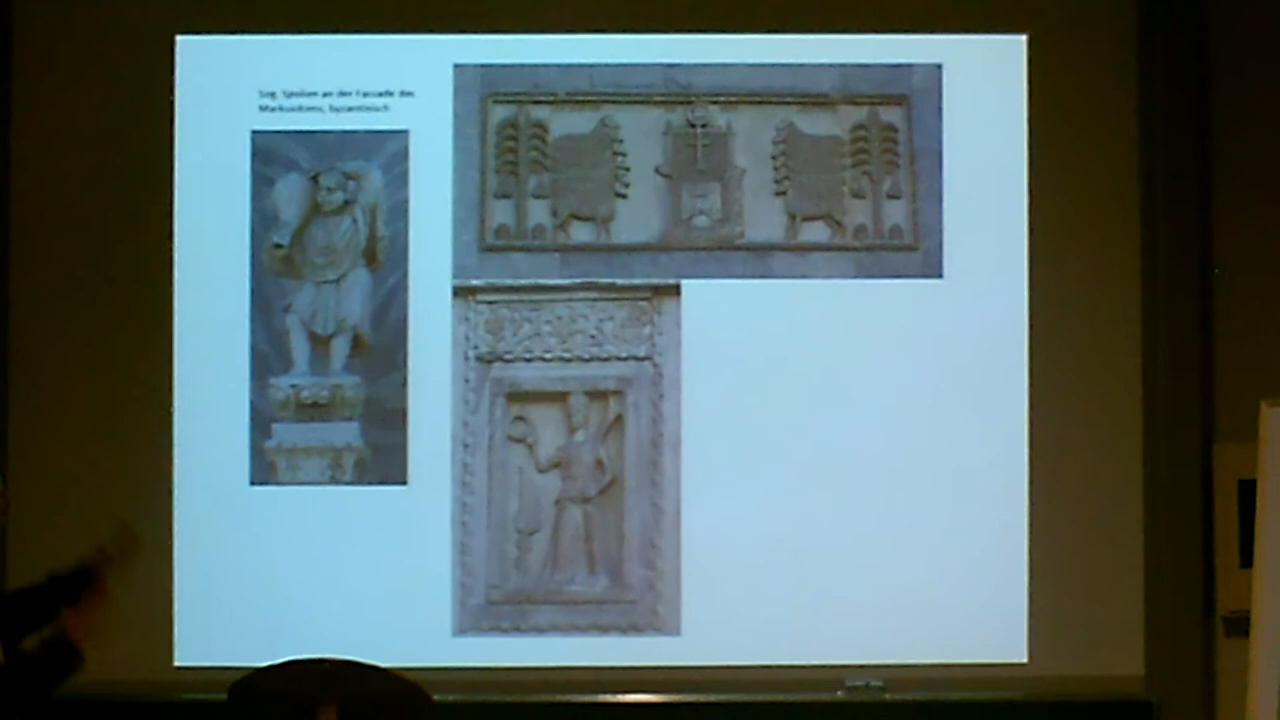 Sog. Spolien an der Fassade des
Markusdoms, byzantinisch